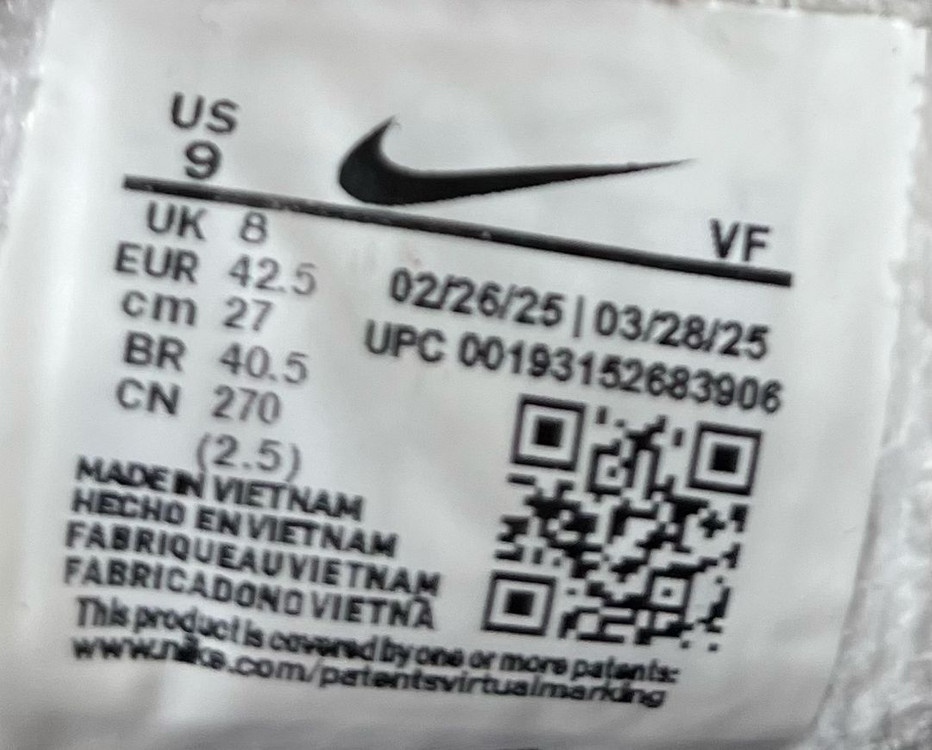 US
9
VF
UK 8
EUR 42.5
cm 27
BR 40.5
CN 270
(2.5)
02/26/25 | 03/28/25
UPC 00193152683906
MADE IN VIETNAM
HECHO EN VIETNAM
FABRIQUE AU VIETNAM
FABRICADO NO VIETNÃ
This product is covered by one or more patents:
www.nike.com/patentsvirtualmarking